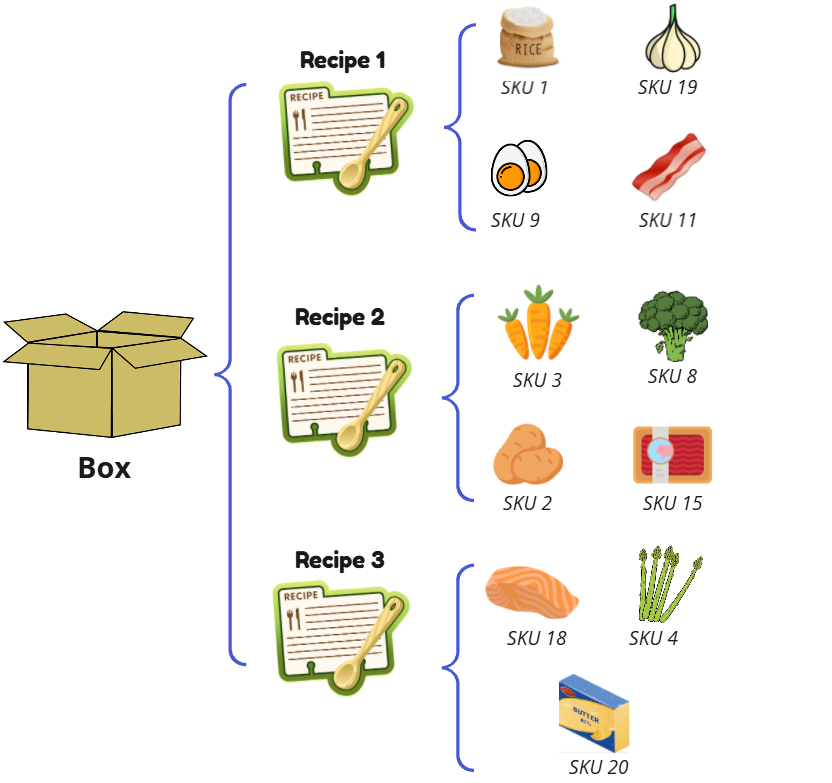 Recipe 1
RECIPE
RICE
SKU 1
SKU 19
SKU 9
SKU 11
Box
Recipe 2
RECIPE
SKU 3
SKU 8
SKU 2
SKU 15
Recipe 3
RECIPE
SKU 18
SKU 4
BUTTER
SKU 20